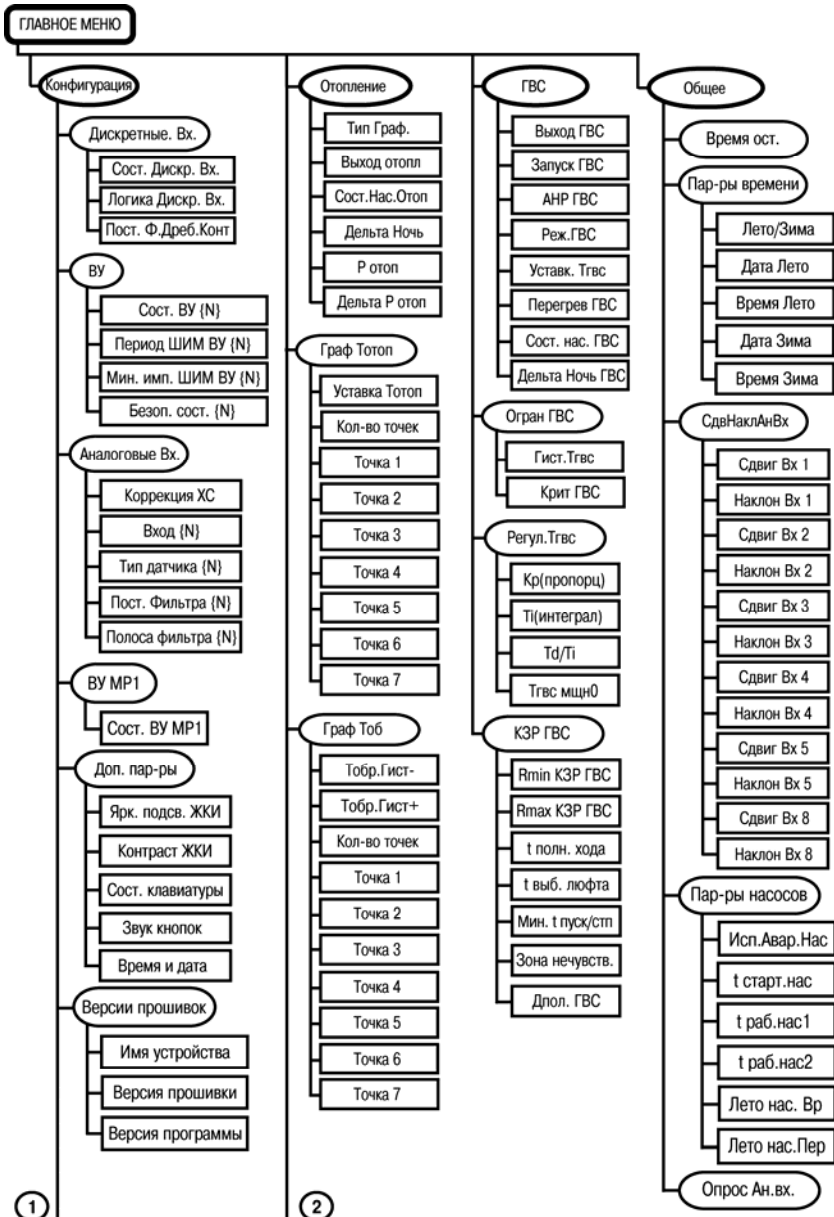 ГЛАВНОЕ МЕНЮ
Конфигурация
Дискретные. Вх.
Сост. Дискр. Вх.
Логика Дискр. Вх.
Пост. Ф.Дреб.Конт
ВУ
Сост. ВУ {N}
Период ШИМ ВУ {N}
Мин. имп. ШИМ ВУ {N}
Безоп. сост. {N}
Аналоговые Вх.
Коррекция ХС
Вход {N}
Тип датчика {N}
Пост. Фильтра {N}
Полоса фильтра {N}
ВУ МР1
Сост. ВУ МР1
Доп. пар-ры
Ярк. подсв. ЖКИ
Контраст ЖКИ
Сост. клавиатуры
Звук кнопок
Время и дата
Версии прошивок
Имя устройства
Версия прошивки
Версия программы
1
Отопление
Тип Граф.
Выход отопл
Сост.Нас.Отоп
Дельта Ночь
Р отоп
Дельта Р отоп
Граф Тотоп
Уставка Тотоп
Кол-во точек
Точка 1
Точка 2
Точка 3
Точка 4
Точка 5
Точка 6
Точка 7
Граф Тоб
Тобр.Гист-
Тобр.Гист+
Кол-во точек
Точка 1
Точка 2
Точка 3
Точка 4
Точка 5
Точка 6
Точка 7
2
ГВС
Выход ГВС
Запуск ГВС
АНР ГВС
Реж.ГВС
Уставк. Тгвс
Перегрев ГВС
Сост. нас. ГВС
Дельта Ночь ГВС
Огран ГВС
Гист.Тгвс
Крит ГВС
Регул.Тгвс
Кр(пропорц)
Ti(интеграл)
Td/Ti
Тгвс мщн0
КЗР ГВС
Rmin КЗР ГВС
Rmax КЗР ГВС
t полн. хода
t выб. люфта
Мин. t пуск/стп
Зона нечувств.
Дпол. ГВС
Общее
Время ост.
Пар-ры времени
Лето/Зима
Дата Лето
Время Лето
Дата Зима
Время Зима
СдвНаклАнВх
Сдвиг Вх 1
Наклон Вх 1
Сдвиг Вх 2
Наклон Вх 2
Сдвиг Вх 3
Наклон Вх 3
Сдвиг Вх 4
Наклон Вх 4
Сдвиг Вх 5
Наклон Вх 5
Сдвиг Вх 8
Наклон Вх 8
Пар-ры насосов
Исп.Авар.Нас
t старт.нас
t раб.нас1
t раб.нас2
Лето нас. Вр
Лето нас.Пер
Опрос Ан.вх.